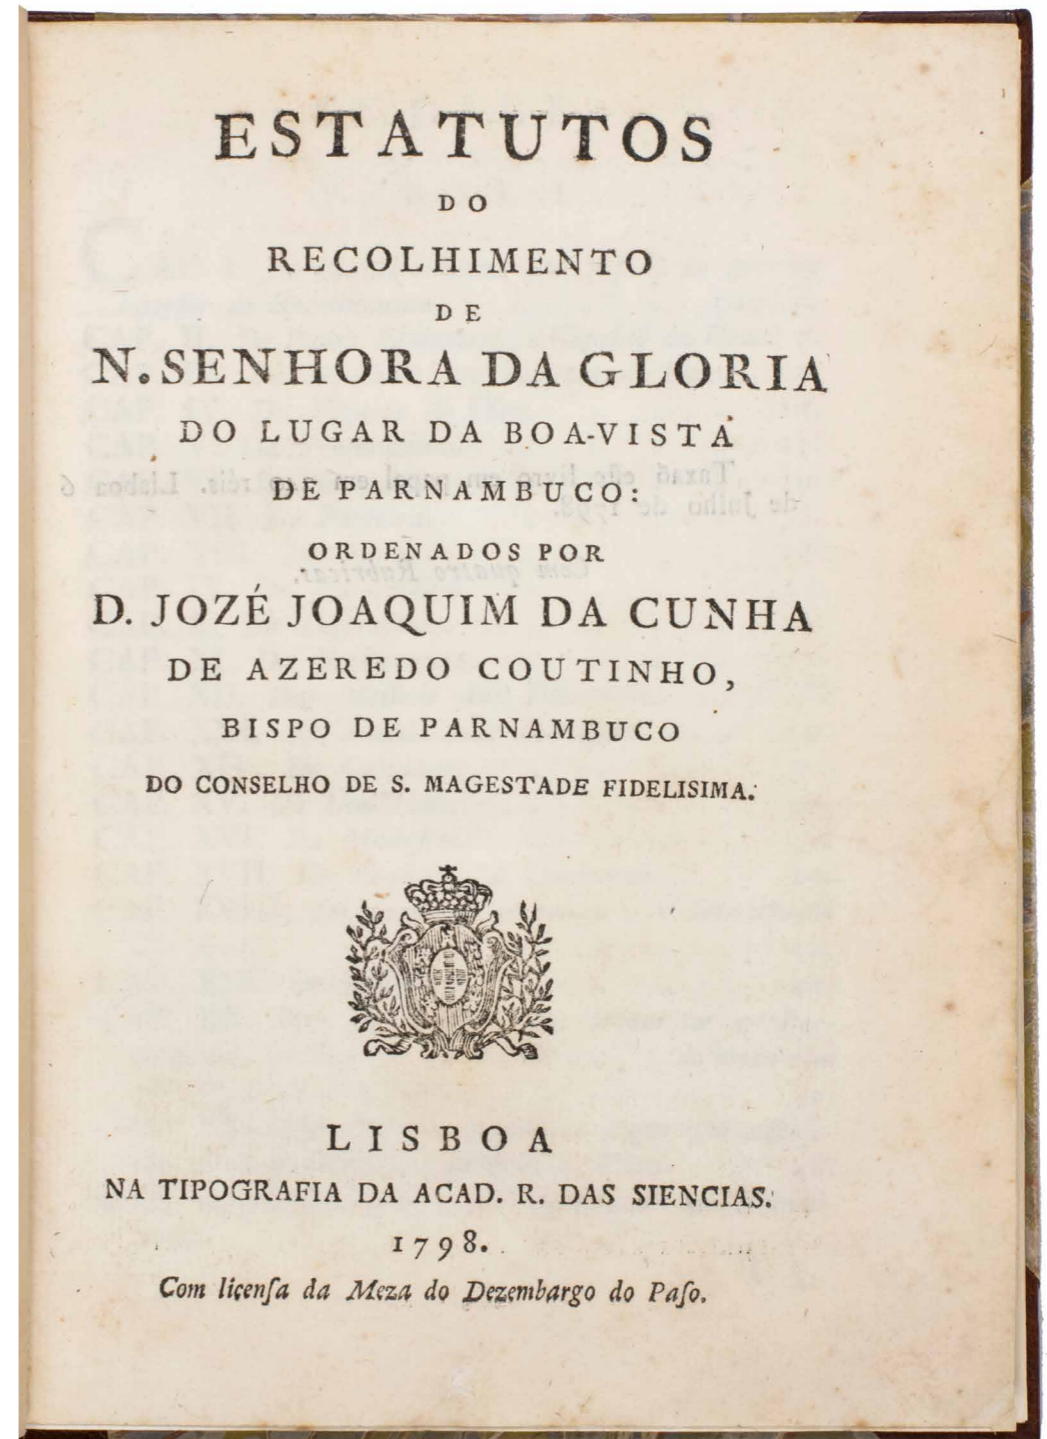 ESTATUTOS
DO
RECOLHIMENTO
DE
N. SENHORA DA GLORIA
DO LUGAR DA BOA-VISTA
DE PARNAMBUCO:
ORDENADOS POR
D. JOZÉ JOAQUIM DA CUNHA
DE AZEREDO COUTINHO,
BISPO DE PARNAMBUCO
DO CONSELHO DE S. MAGESTADE FIDELISIMA.
LISBOA
NA TIPOGRAFIA DA ACAD. R. DAS SIENCIAS.
1798.
Com licenſa da Meza do Dezembargo do Paſo.